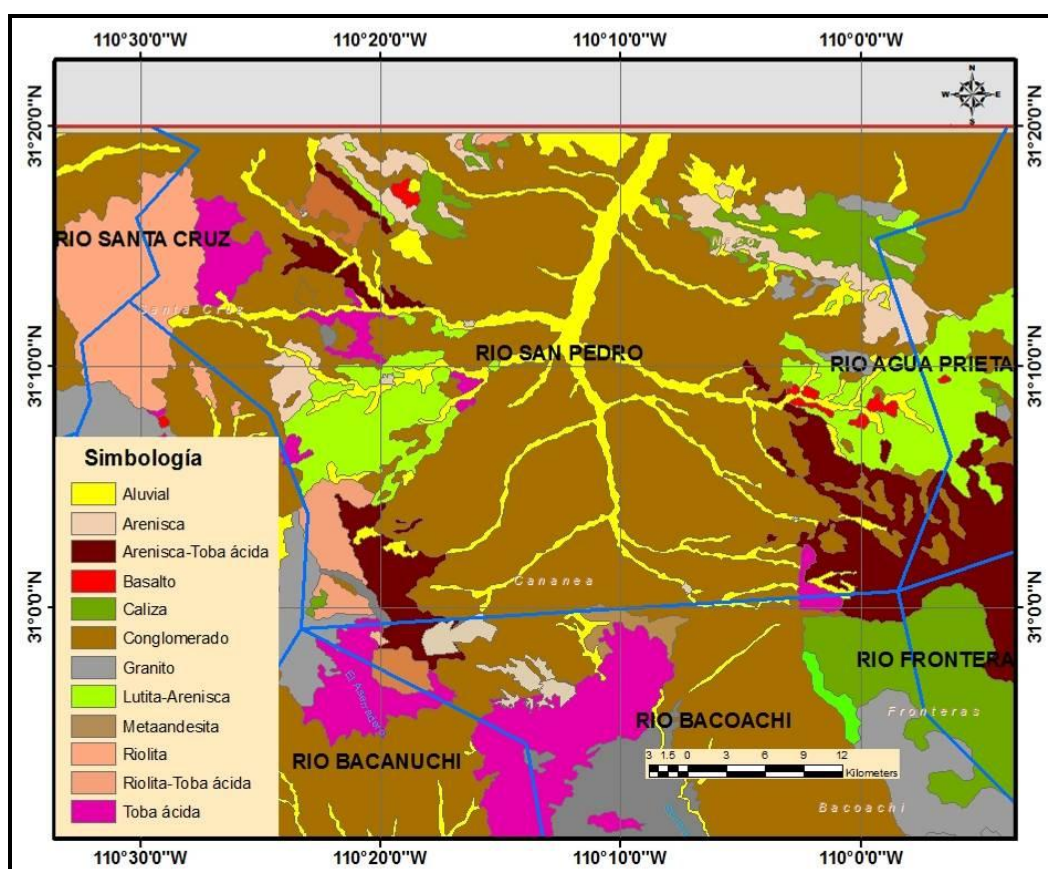 110°30'0"W 110°20'0"W 110°10'0"W 110°0'0"W
N
W E
S
31°20'0"N 31°20'0"N
RIO SANTA CRUZ
Naco
Santa Cruz
RIO SAN PEDRO
RIO AGUA PRIETA
31°10'0"N 31°10'0"N
Simbología
Aluvial
Arenisca
Arenisca-Toba ácida
Basalto
Caliza
Conglomerado
Granito
Lutita-Arenisca
Metaandesita
Riolita
Riolita-Toba ácida
Toba ácida
Cananea
31°0'0"N 31°0'0"N
RIO FRONTERA
Fronteras
RIO BACOACHI
RIO BACANUCHI
3 1.5 0 3 6 9 12
Kilometers
Bacoachi
110°30'0"W 110°20'0"W 110°10'0"W 110°0'0"W